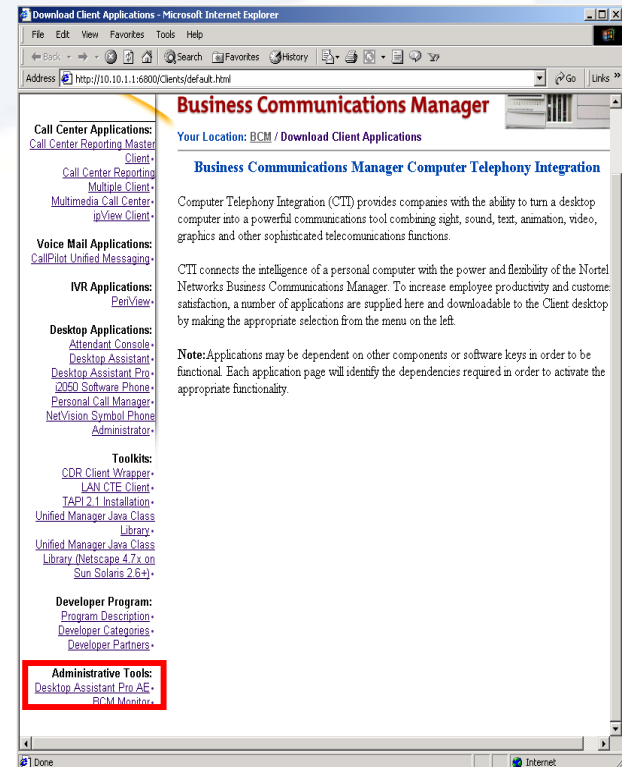 Download Client Applications - Microsoft Internet Explorer
File Edit View Favorites Tools Help
Back Search Favorites History
Address http://10.10.1.1:6800/Clients/default.html Go Links »
Business Communications Manager
Your Location: BCM / Download Client Applications
Call Center Applications:
Call Center Reporting Master
Client
Call Center Reporting
Multiple Client
Multimedia Call Center
ipView Client
Voice Mail Applications:
CallPilot Unified Messaging
IVR Applications:
PeriView
Desktop Applications:
Attendant Console
Desktop Assistant
Desktop Assistant Pro
i2050 Software Phone
Personal Call Manager
NetVision Symbol Phone
Administrator
Toolkits:
CDR Client Wrapper
LAN CTE Client
TAPI 2.1 Installation
Unified Manager Java Class
Library
Unified Manager Java Class
Library (Netscape 4.7x on
Sun Solaris 2.6+)
Developer Program:
Program Description
Developer Categories
Developer Partners
Administrative Tools:
Desktop Assistant Pro AE
BCM Monitor
Business Communications Manager Computer Telephony Integration
Computer Telephony Integration (CTI) provides companies with the ability to turn a desktop
computer into a powerful communications tool combining sight, sound, text, animation, video,
graphics and other sophisticated telecomunications functions.
CTI connects the intelligence of a personal computer with the power and flexibility of the Nortel
Networks Business Communications Manager. To increase employee productivity and custome
satisfaction, a number of applications are supplied here and downloadable to the Client desktop
by making the appropriate selection from the menu on the left.
Note:Applications may be dependent on other components or software keys in order to be
functional. Each application page will identify the dependencies required in order to activate the
appropriate functionality.
Done Internet